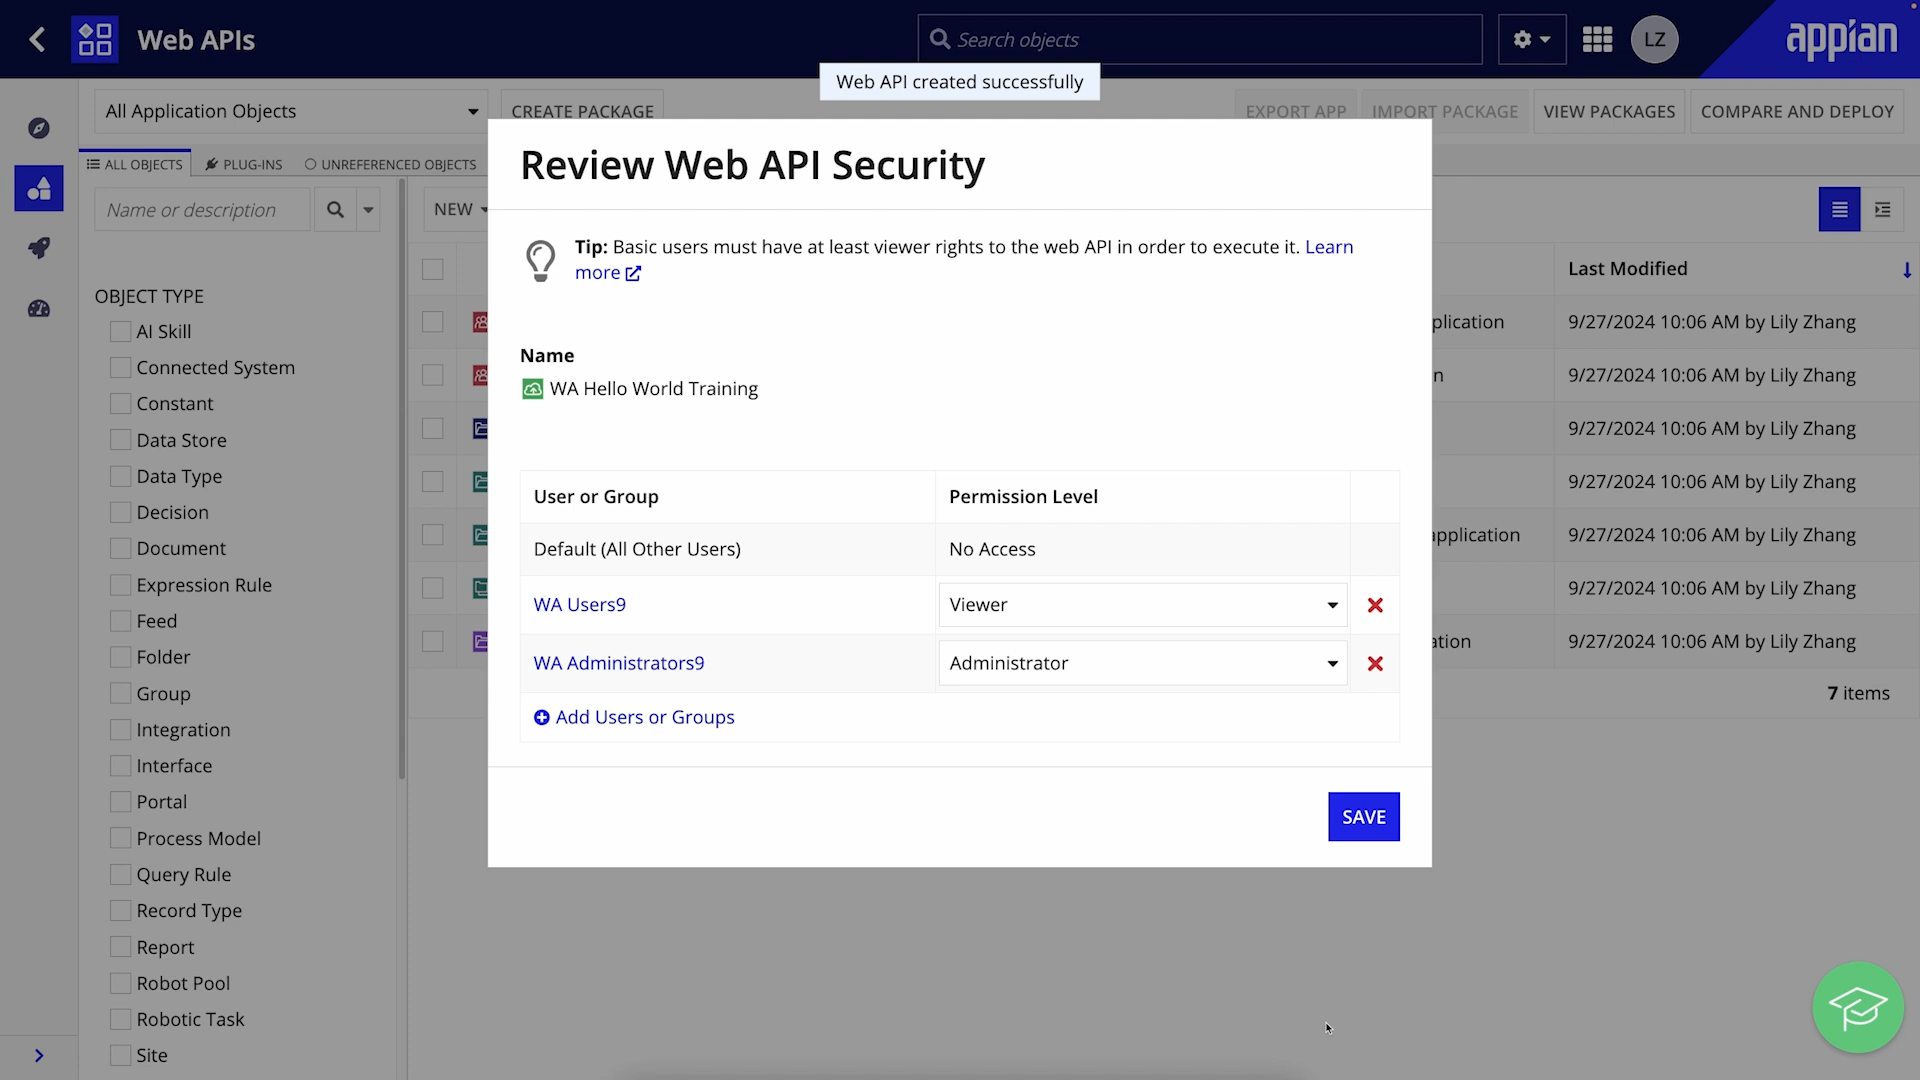 Web APIs
Search objects
LZ
appian
Web API created successfully
All Application Objects
CREATE PACKAGE
EXPORT APP
IMPORT PACKAGE
VIEW PACKAGES
COMPARE AND DEPLOY
ALL OBJECTS
PLUG-INS
UNREFERENCED OBJECTS
Name or description
NEW
OBJECT TYPE
AI Skill
Connected System
Constant
Data Store
Data Type
Decision
Document
Expression Rule
Feed
Folder
Group
Integration
Interface
Portal
Process Model
Query Rule
Record Type
Report
Robot Pool
Robotic Task
Site
Review Web API Security
Tip: Basic users must have at least viewer rights to the web API in order to execute it. Learn
more
Name
WA Hello World Training
User or Group Permission Level
Default (All Other Users) No Access
WA Users9 Viewer
WA Administrators9 Administrator
Add Users or Groups
SAVE
Last Modified
plication 9/27/2024 10:06 AM by Lily Zhang
n 9/27/2024 10:06 AM by Lily Zhang
9/27/2024 10:06 AM by Lily Zhang
9/27/2024 10:06 AM by Lily Zhang
application 9/27/2024 10:06 AM by Lily Zhang
9/27/2024 10:06 AM by Lily Zhang
ation 9/27/2024 10:06 AM by Lily Zhang
7 items